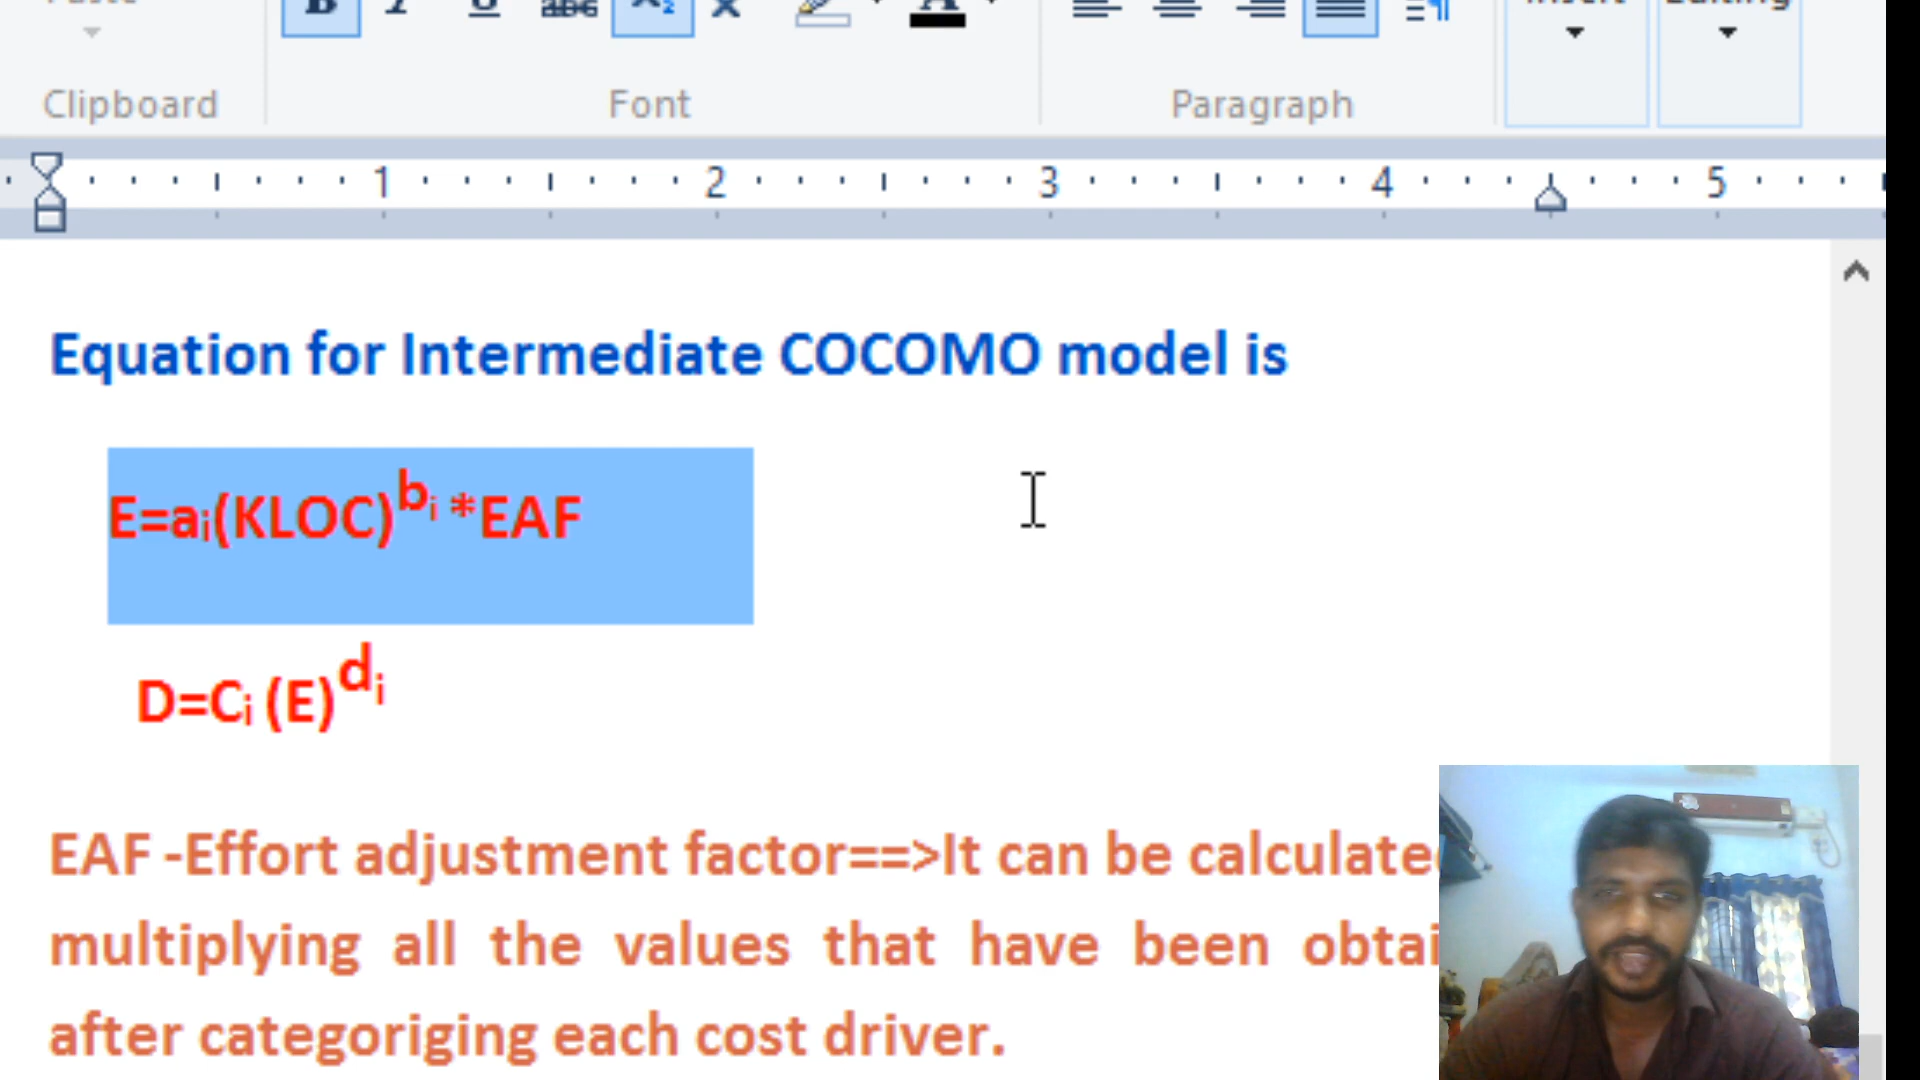 Clipboard Font Paragraph
1 2 3 4 5
Equation for Intermediate COCOMO model is
E=aᵢ(KLOC)^bᵢ *EAF
D=Cᵢ (E)^dᵢ
EAF -Effort adjustment factor==>It can be
multiplying all the values that have been
after categoriging each cost driver.